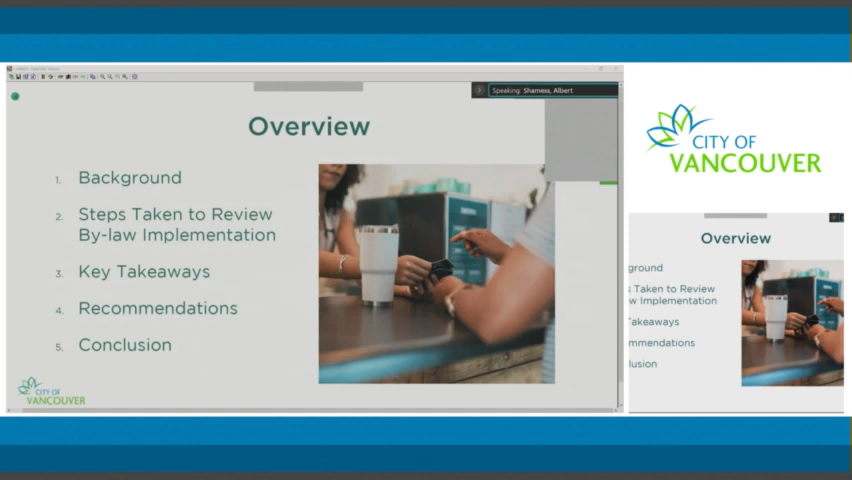 Speaking: Shamess, Albert
Overview
1. Background
2. Steps Taken to Review
By-law Implementation
3. Key Takeaways
4. Recommendations
5. Conclusion
CITY OF
VANCOUVER
CITY OF
VANCOUVER
Overview
ground
s Taken to Review
w Implementation
Takeaways
mmendations
lusion